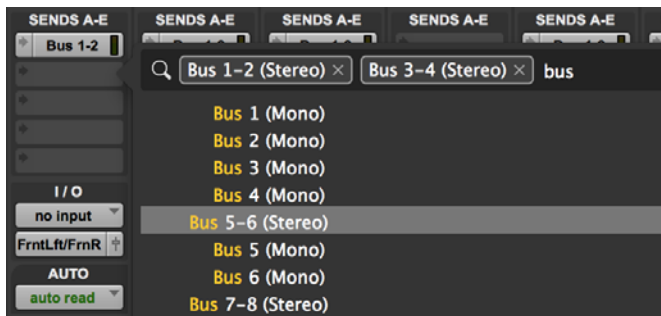 SENDS A-E SENDS A-E SENDS A-E SENDS A-E SENDS A-E
Bus 1-2
Bus 1-2 (Stereo) × Bus 3-4 (Stereo) × bus
Bus 1 (Mono)
Bus 2 (Mono)
Bus 3 (Mono)
Bus 4 (Mono)
Bus 5-6 (Stereo)
Bus 5 (Mono)
Bus 6 (Mono)
Bus 7-8 (Stereo)
I / O
no input
FrntLft/FrnR
AUTO
auto read